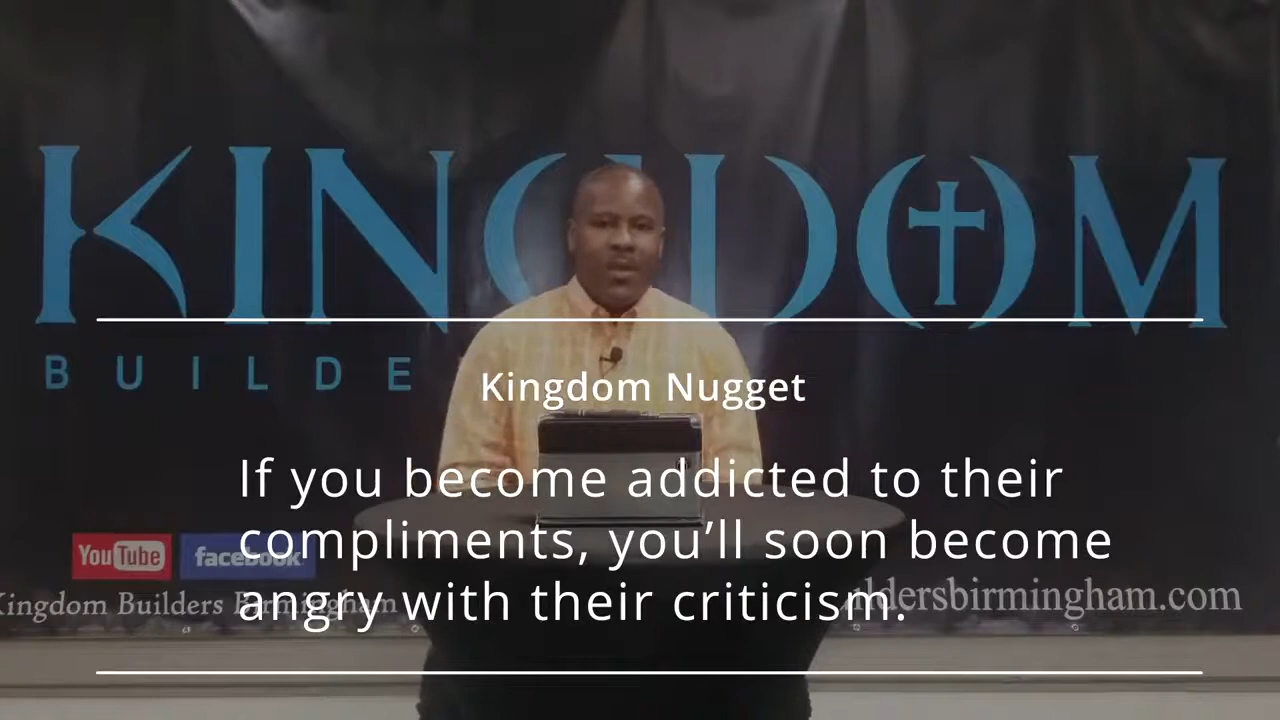 KINGDOM
BUILDE
Kingdom Nugget
If you become addicted to their
compliments, you’ll soon become
angry with their criticism.
YouTube facebook
Kingdom Builders Birmingham
ldersbirmingham.com